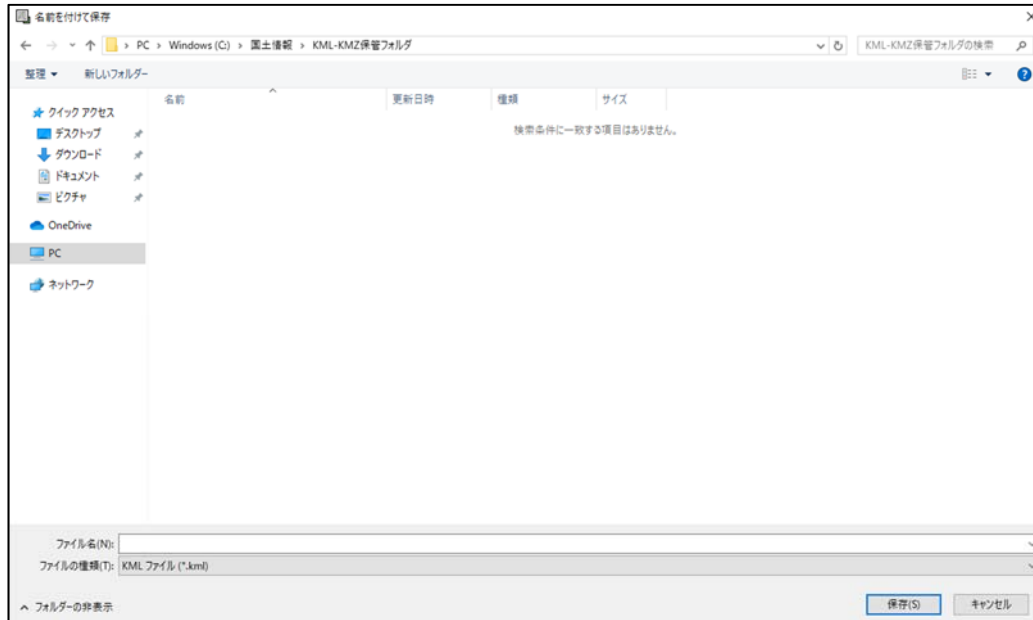 名前を付けて保存
PC › Windows (C:) › 国土情報 › KML-KMZ保管フォルダ
KML-KMZ保管フォルダの検索
整理 新しいフォルダー
名前 更新日時 種類 サイズ
検索条件に一致する項目はありません。
クイック アクセス
デスクトップ
ダウンロード
ドキュメント
ピクチャ
OneDrive
PC
ネットワーク
ファイル名(N):
ファイルの種類(T): KML ファイル (*.kml)
フォルダーの非表示
保存(S) キャンセル